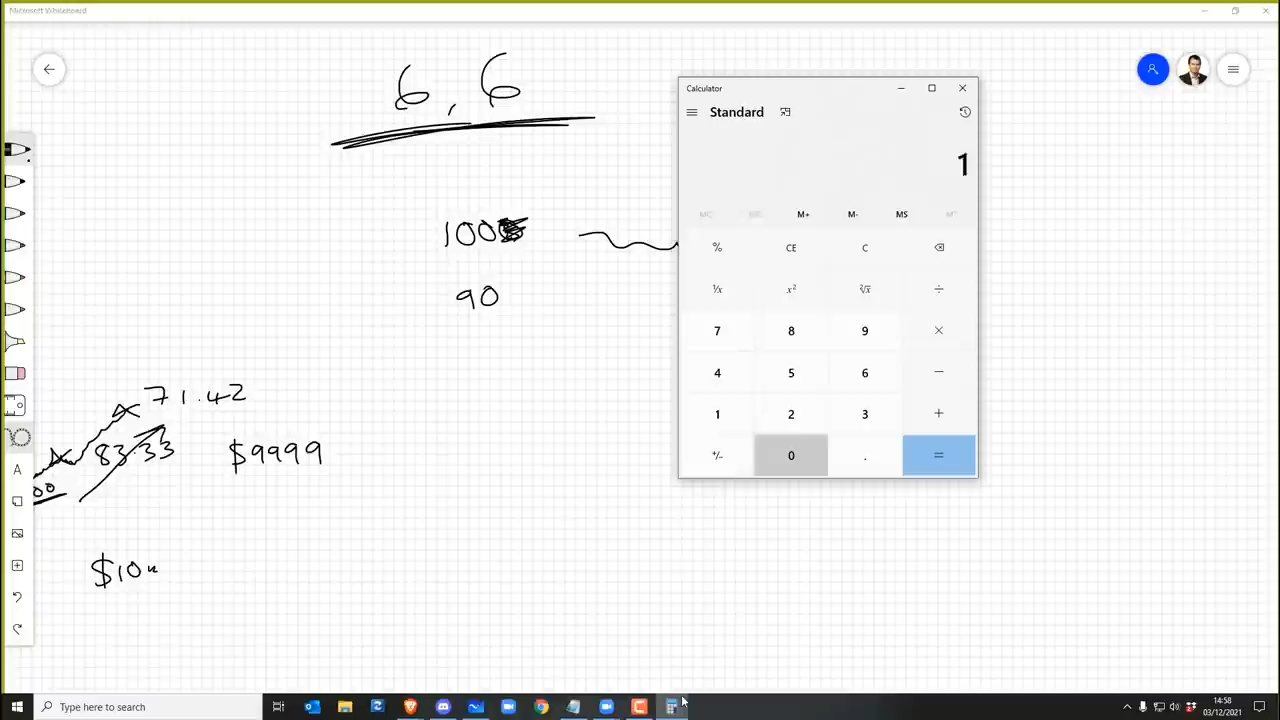 Microsoft Whiteboard
6, 6
Calculator
Standard
1
100
MC
M+
M-
MS
%
CE
C
90
¹/x
x²
²√x
÷
7
8
9
×
4
5
6
−
71.42
1
2
3
+
83.33
$9999
+/-
0
.
=
00
$10K
A
Type here to search
14:58
03/12/2021